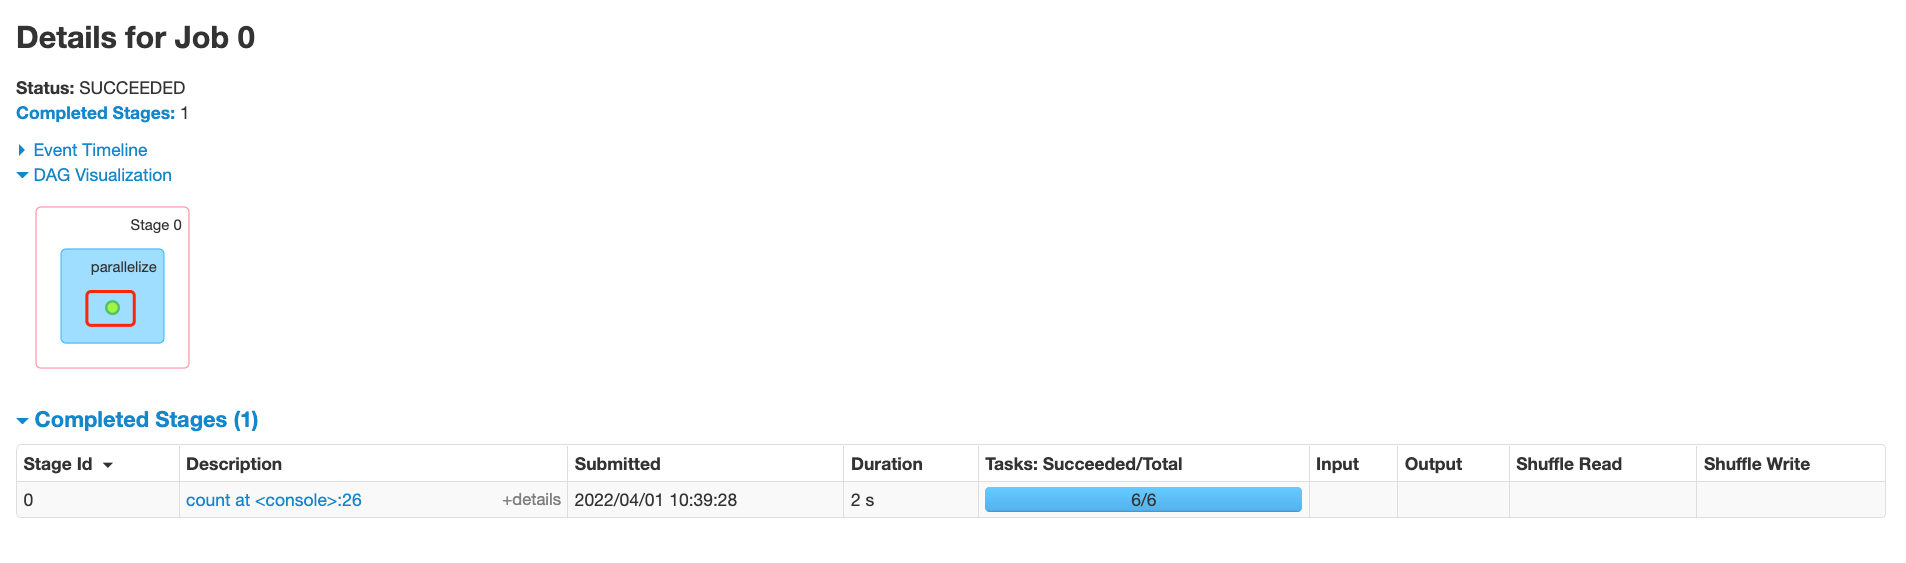 Details for Job 0
Status: SUCCEEDED
Completed Stages: 1
Event Timeline
DAG Visualization
Stage 0
parallelize
Completed Stages (1)
Stage Id Description Submitted Duration Tasks: Succeeded/Total Input Output Shuffle Read Shuffle Write
0 count at <console>:26 +details 2022/04/01 10:39:28 2 s 6/6